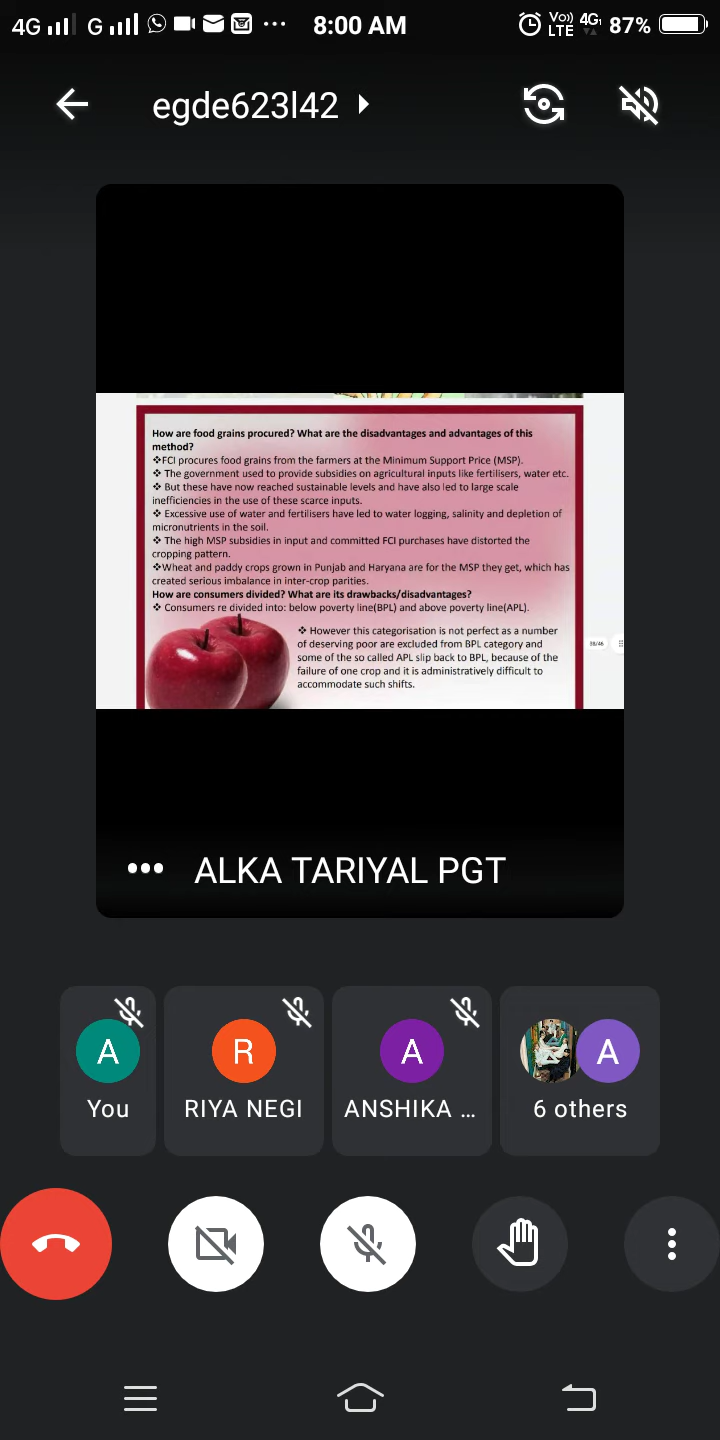 4G G 8:00 AM Vo)) LTE 4G 87%
egde623l42
How are food grains procured? What are the disadvantages and advantages of this
method?
❖FCI procures food grains from the farmers at the Minimum Support Price (MSP).
❖ The government used to provide subsidies on agricultural inputs like fertilisers, water etc.
❖ But these have now reached sustainable levels and have also led to large scale
inefficiencies in the use of these scarce inputs.
❖ Excessive use of water and fertilisers have led to water logging, salinity and depletion of
micronutrients in the soil.
❖ The high MSP subsidies in input and committed FCI purchases have distorted the
cropping pattern.
❖Wheat and paddy crops grown in Punjab and Haryana are for the MSP they get, which has
created serious imbalance in inter-crop parities.
How are consumers divided? What are its drawbacks/disadvantages?
❖ Consumers re divided into: below poverty line(BPL) and above poverty line(APL).
❖ However this categorisation is not perfect as a number
of deserving poor are excluded from BPL category and
some of the so called APL slip back to BPL, because of the
failure of one crop and it is administratively difficult to
accommodate such shifts.
38/46
ALKA TARIYAL PGT
A R A A
You RIYA NEGI ANSHIKA ... 6 others